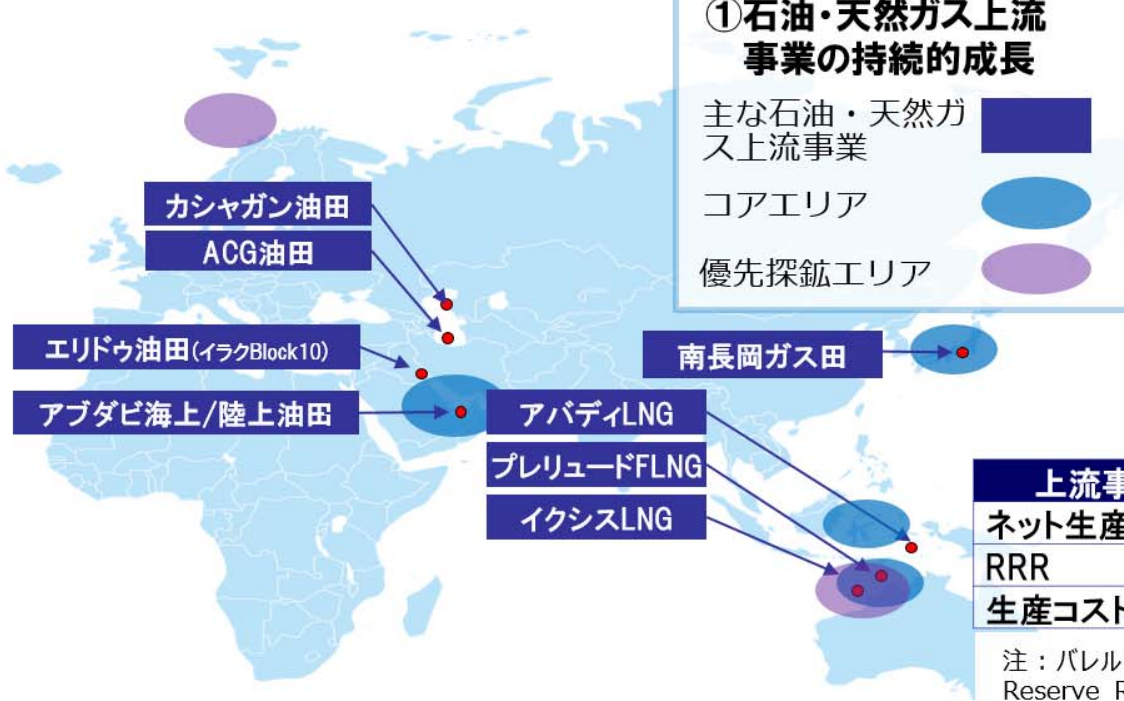 ①石油・天然ガス上流
事業の持続的成長
主な石油・天然ガ
ス上流事業
コアエリア
優先探鉱エリア
カシャガン油田
ACG油田
エリドゥ油田(イラクBlock10)
アブダビ海上/陸上油田
南長岡ガス田
アバディLNG
プレリュードFLNG
イクシスLNG
上流事
ネット生産
RRR
生産コスト
注：バレル
Reserve R